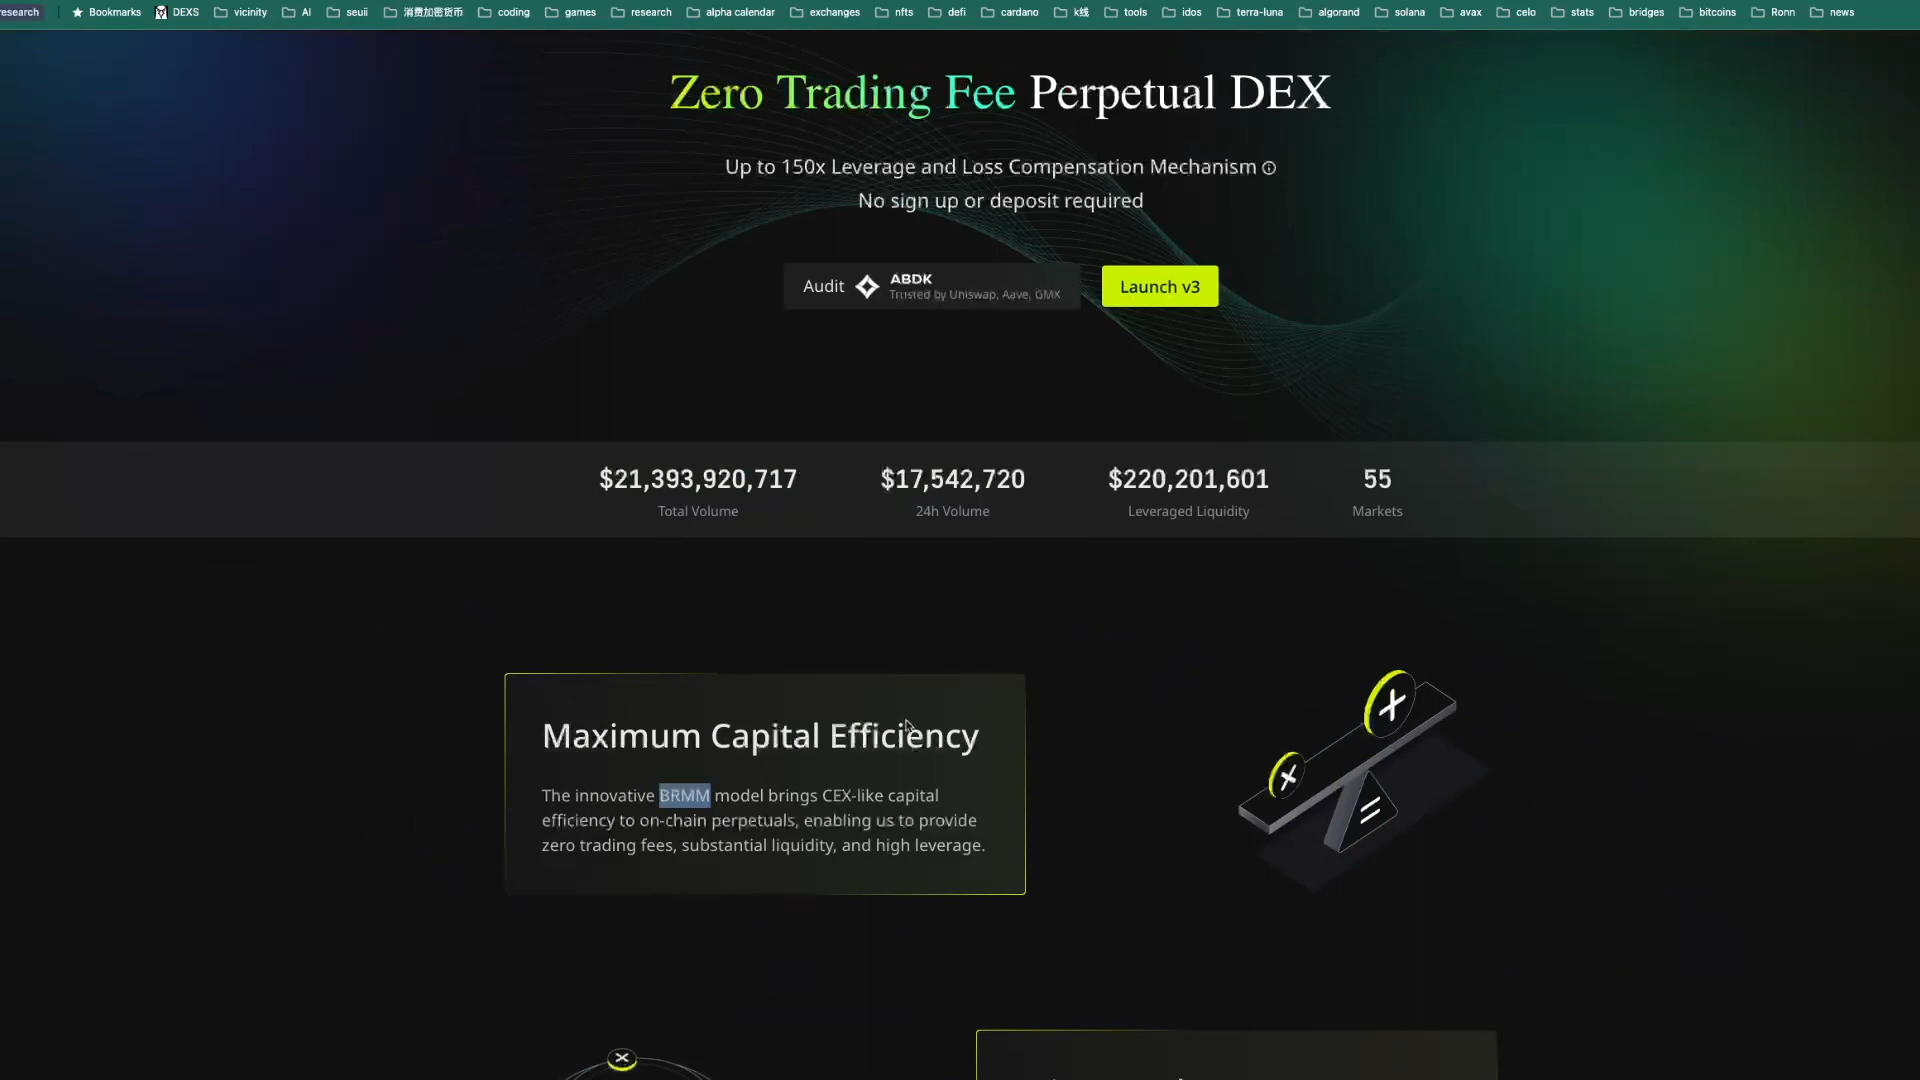 esearch Bookmarks DEXS vicinity AI seuii 消费加密货币 coding games research alpha calendar exchanges nfts defi cardano k线 tools idos terra-luna algorand solana avax celo stats bridges bitcoins Ronn news
Zero Trading Fee Perpetual DEX
Up to 150x Leverage and Loss Compensation Mechanism
No sign up or deposit required
Audit ABDK
Trusted by Uniswap, Aave, GMX
Launch v3
$21,393,920,717 $17,542,720 $220,201,601 55
Total Volume 24h Volume Leveraged Liquidity Markets
Maximum Capital Efficiency
The innovative BRMM model brings CEX-like capital
efficiency to on-chain perpetuals, enabling us to provide
zero trading fees, substantial liquidity, and high leverage.